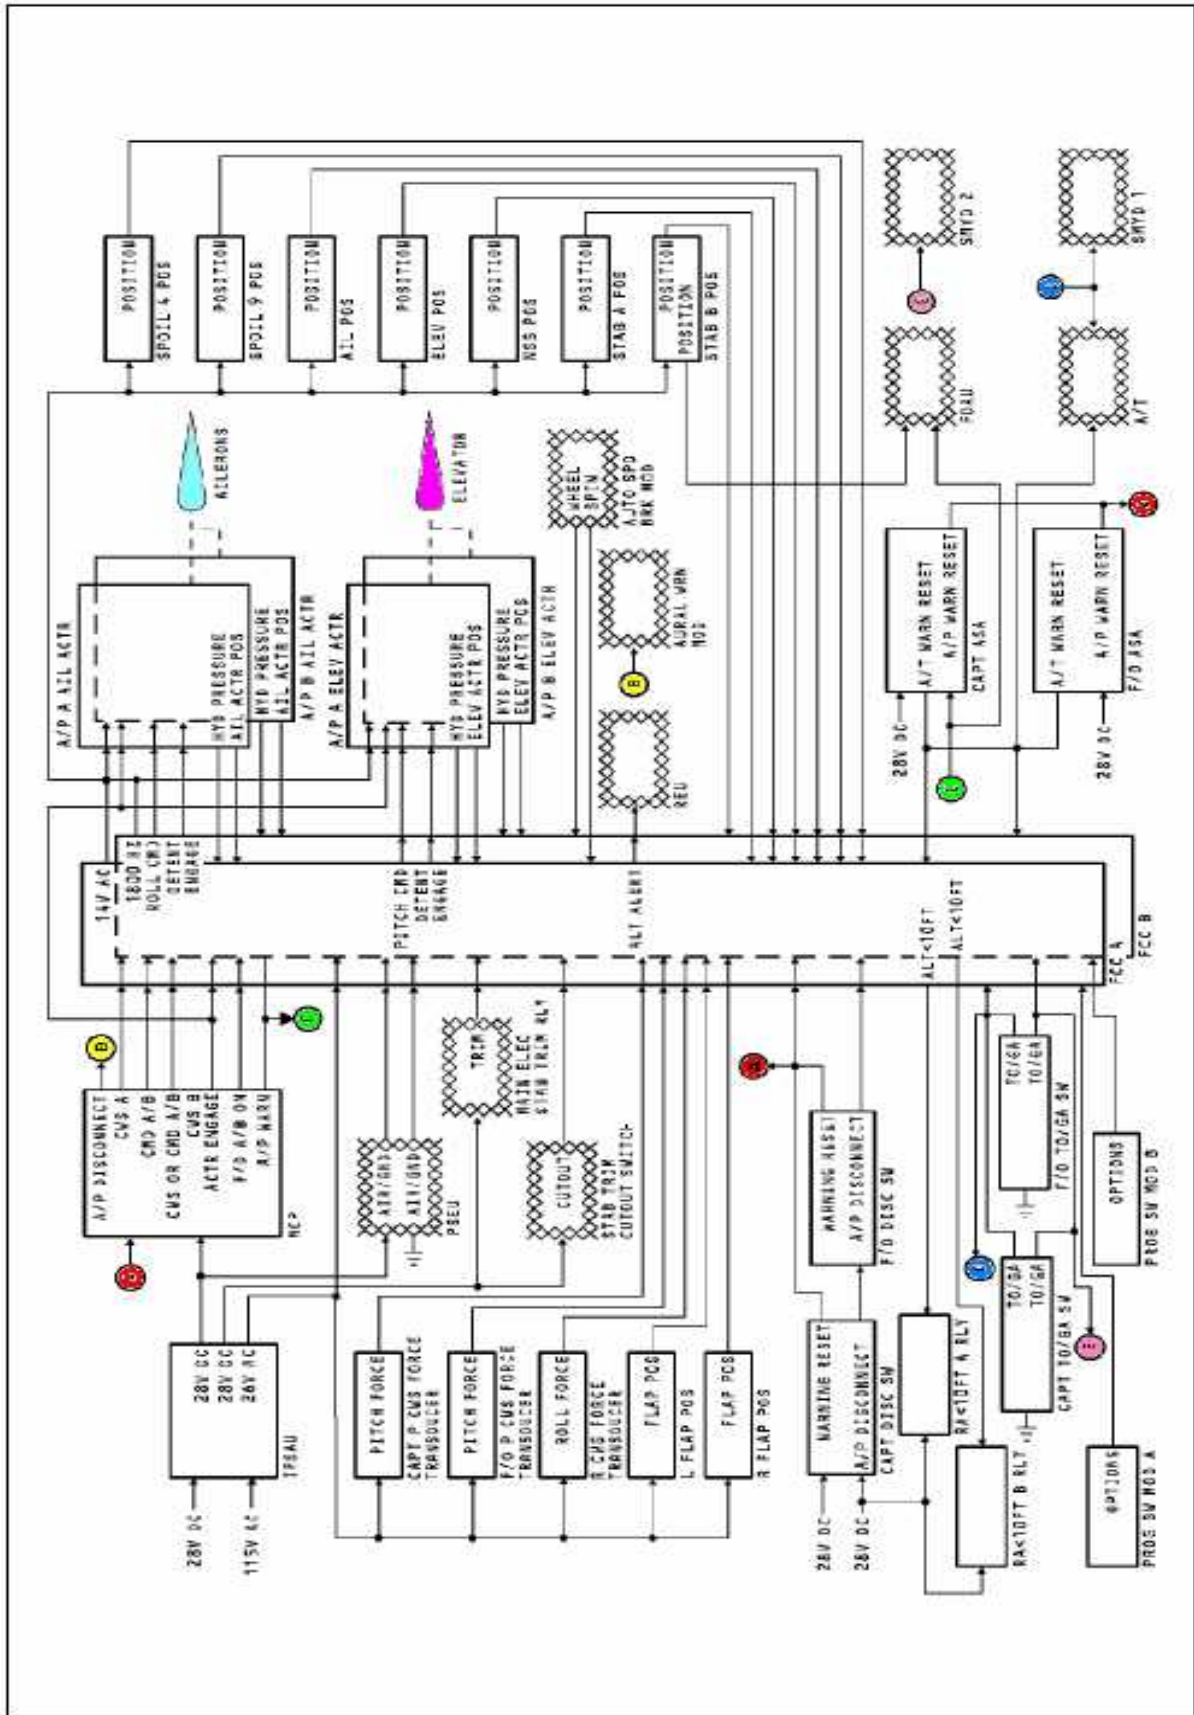 28V DC
115V AC
28V DC
28V DC
26V AC
A/P DISCONNECT
CWS A
CMD A/B
CWS OR CMD A/B
CWS B
ACTR ENGAGE
F/D A/B ON
A/P WARN
MCP
B
AIR/GND
AIR/GND
PSEU
TRIM
MAIN ELEC
STAB TRIM RLY
CUTOUT
STAB TRIM
CUTOUT SWITCH
PITCH FORCE
CAPT P CWS FORCE
TRANSDUCER
PITCH FORCE
F/O P CWS FORCE
TRANSDUCER
ROLL FORCE
R CWS FORCE
TRANSDUCER
FLAP POS
L FLAP POS
FLAP POS
R FLAP POS
28V DC
28V DC
WARNING RESET
A/P DISCONNECT
CAPT DISC SW
WARNING RESET
A/P DISCONNECT
F/O DISC SW
RA<10FT A RLY
RA<10FT B RLY
TO/GA
TO/GA
CAPT TO/GA SW
TO/GA
TO/GA
F/O TO/GA SW
E
OPTIONS
PROG SW MOD A
OPTIONS
PROG SW MOD B
14V AC
1800 HZ
ROLL CMD
DETENT
ENGAGE
PITCH CMD
DETENT
ENGAGE
ALT ALERT
ALT<10FT
ALT<10FT
FCC A
FCC B
A/P A AIL ACTR
HYD PRESSURE
AIL ACTR POS
HYD PRESSURE
AIL ACTR POS
A/P B AIL ACTR
AILERONS
A/P A ELEV ACTR
HYD PRESSURE
ELEV ACTR POS
HYD PRESSURE
ELEV ACTR POS
A/P B ELEV ACTR
ELEVATOR
WHEEL
SPIN
AUTO SPD
BRK MOD
REU
B
AURAL WRN
MOD
POSITION
SPOIL 4 POS
POSITION
SPOIL 9 POS
POSITION
AIL POS
POSITION
ELEV POS
POSITION
NSS POS
POSITION
STAB A POS
POSITION
POSITION
STAB B POS
28V DC
A/T WARN RESET
A/P WARN RESET
CAPT ASA
28V DC
A/T WARN RESET
A/P WARN RESET
F/O ASA
FDAU
SMYD 2
A/T
SMYD 1